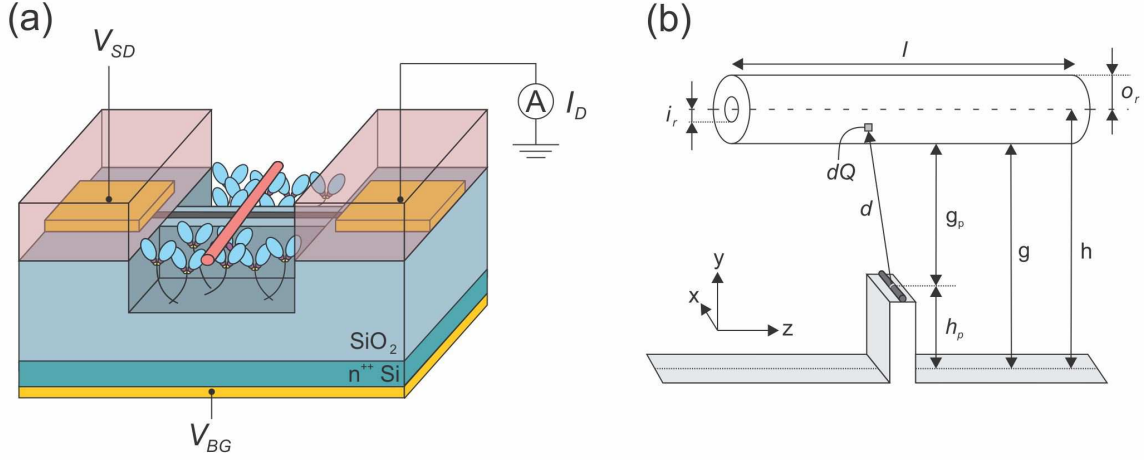 (a)
V_SD
A
I_D
SiO₂
n⁺⁺ Si
V_BG
(b)
l
o_r
i_r
dQ
d
g_p
g
h
h_p
y
x
z